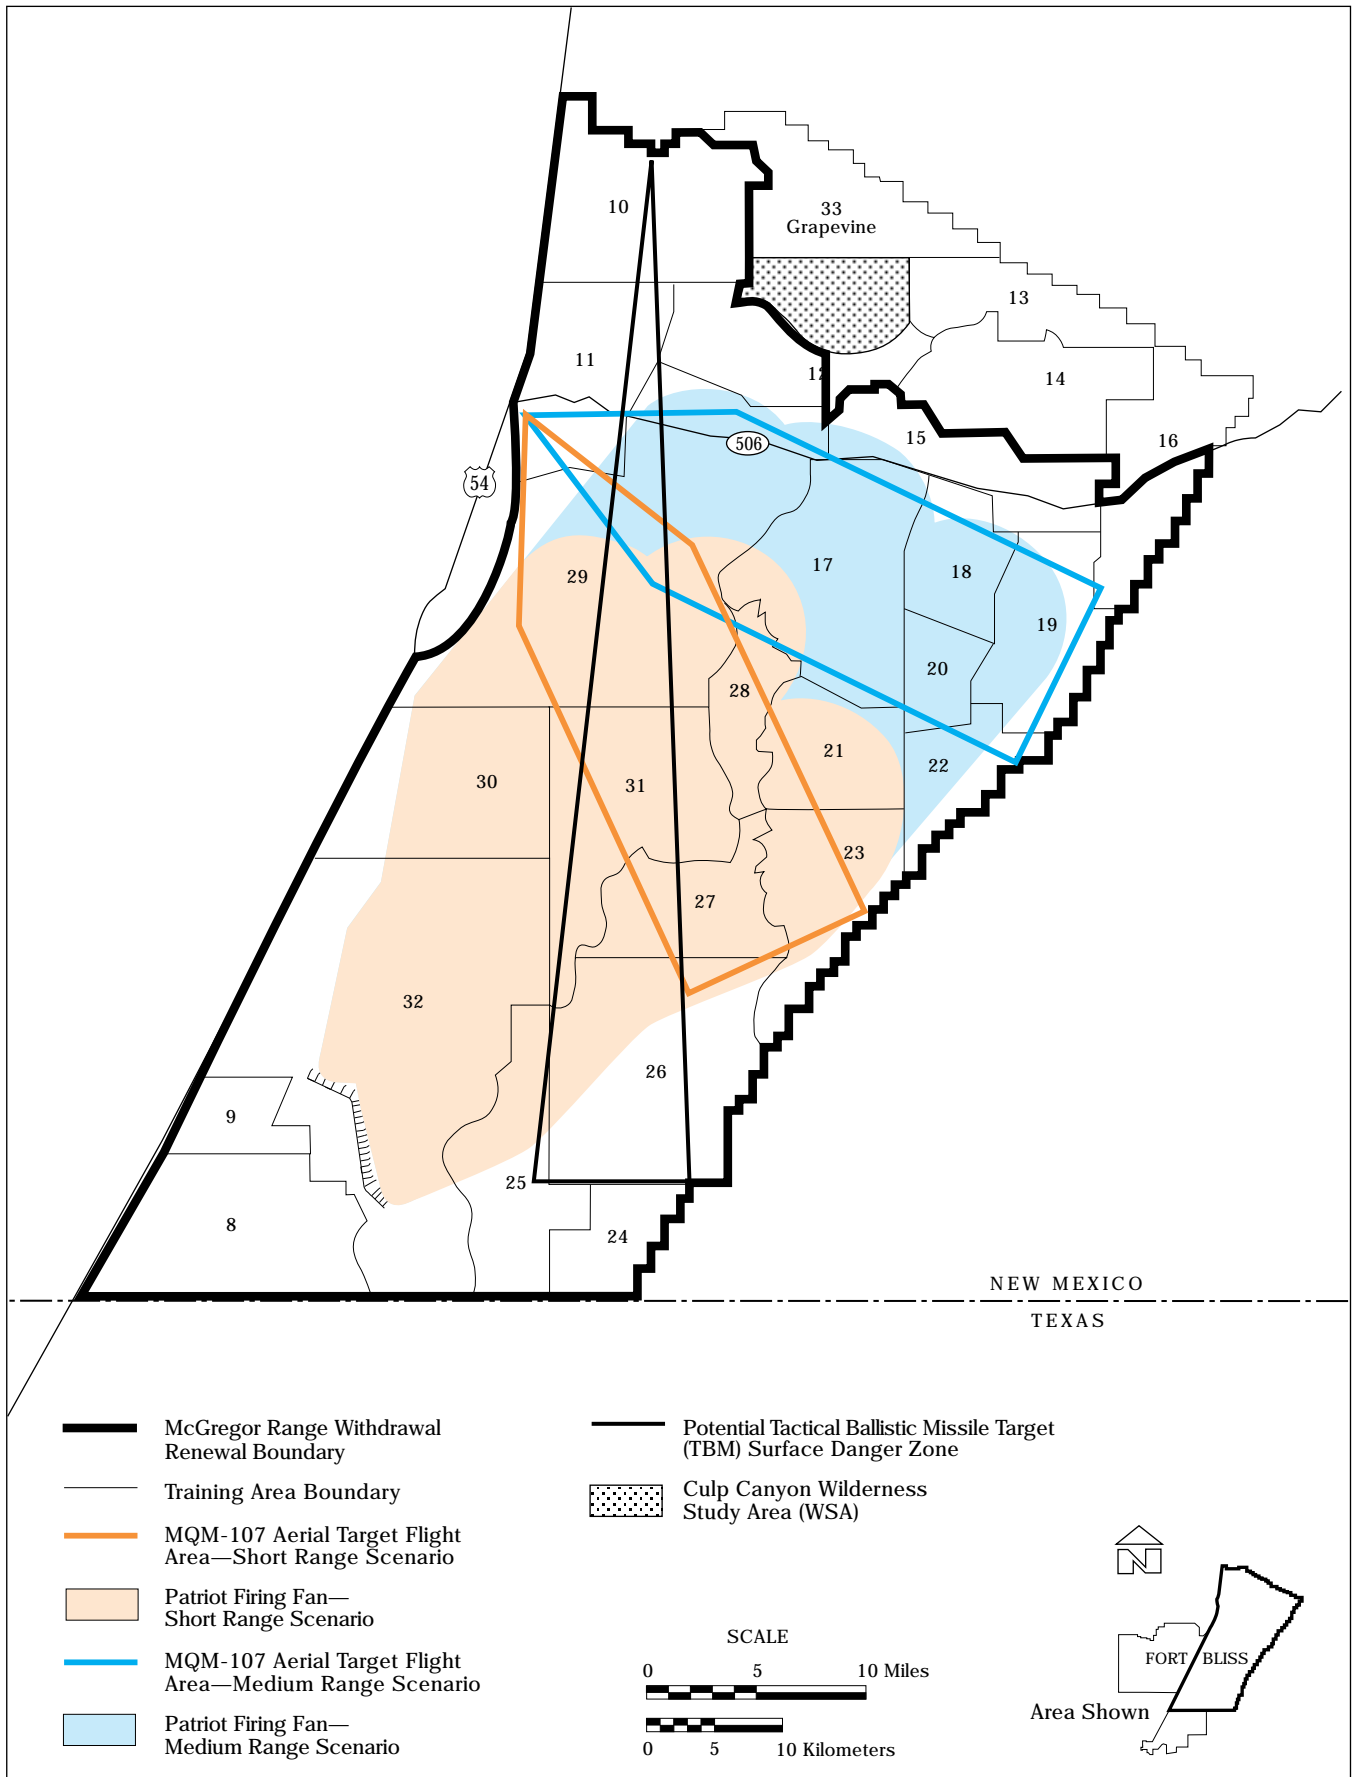 10
33
Grapevine
13
11
12
14
15
16
506
54
17
18
29
19
20
28
21
22
30
31
23
27
32
26
9
25
8
24
NEW MEXICO
TEXAS
McGregor Range Withdrawal
Renewal Boundary
Training Area Boundary
MQM-107 Aerial Target Flight
Area—Short Range Scenario
Patriot Firing Fan—
Short Range Scenario
MQM-107 Aerial Target Flight
Area—Medium Range Scenario
Patriot Firing Fan—
Medium Range Scenario
Potential Tactical Ballistic Missile Target
(TBM) Surface Danger Zone
Culp Canyon Wilderness
Study Area (WSA)
SCALE
0 5 10 Miles
0 5 10 Kilometers
N
FORT BLISS
Area Shown